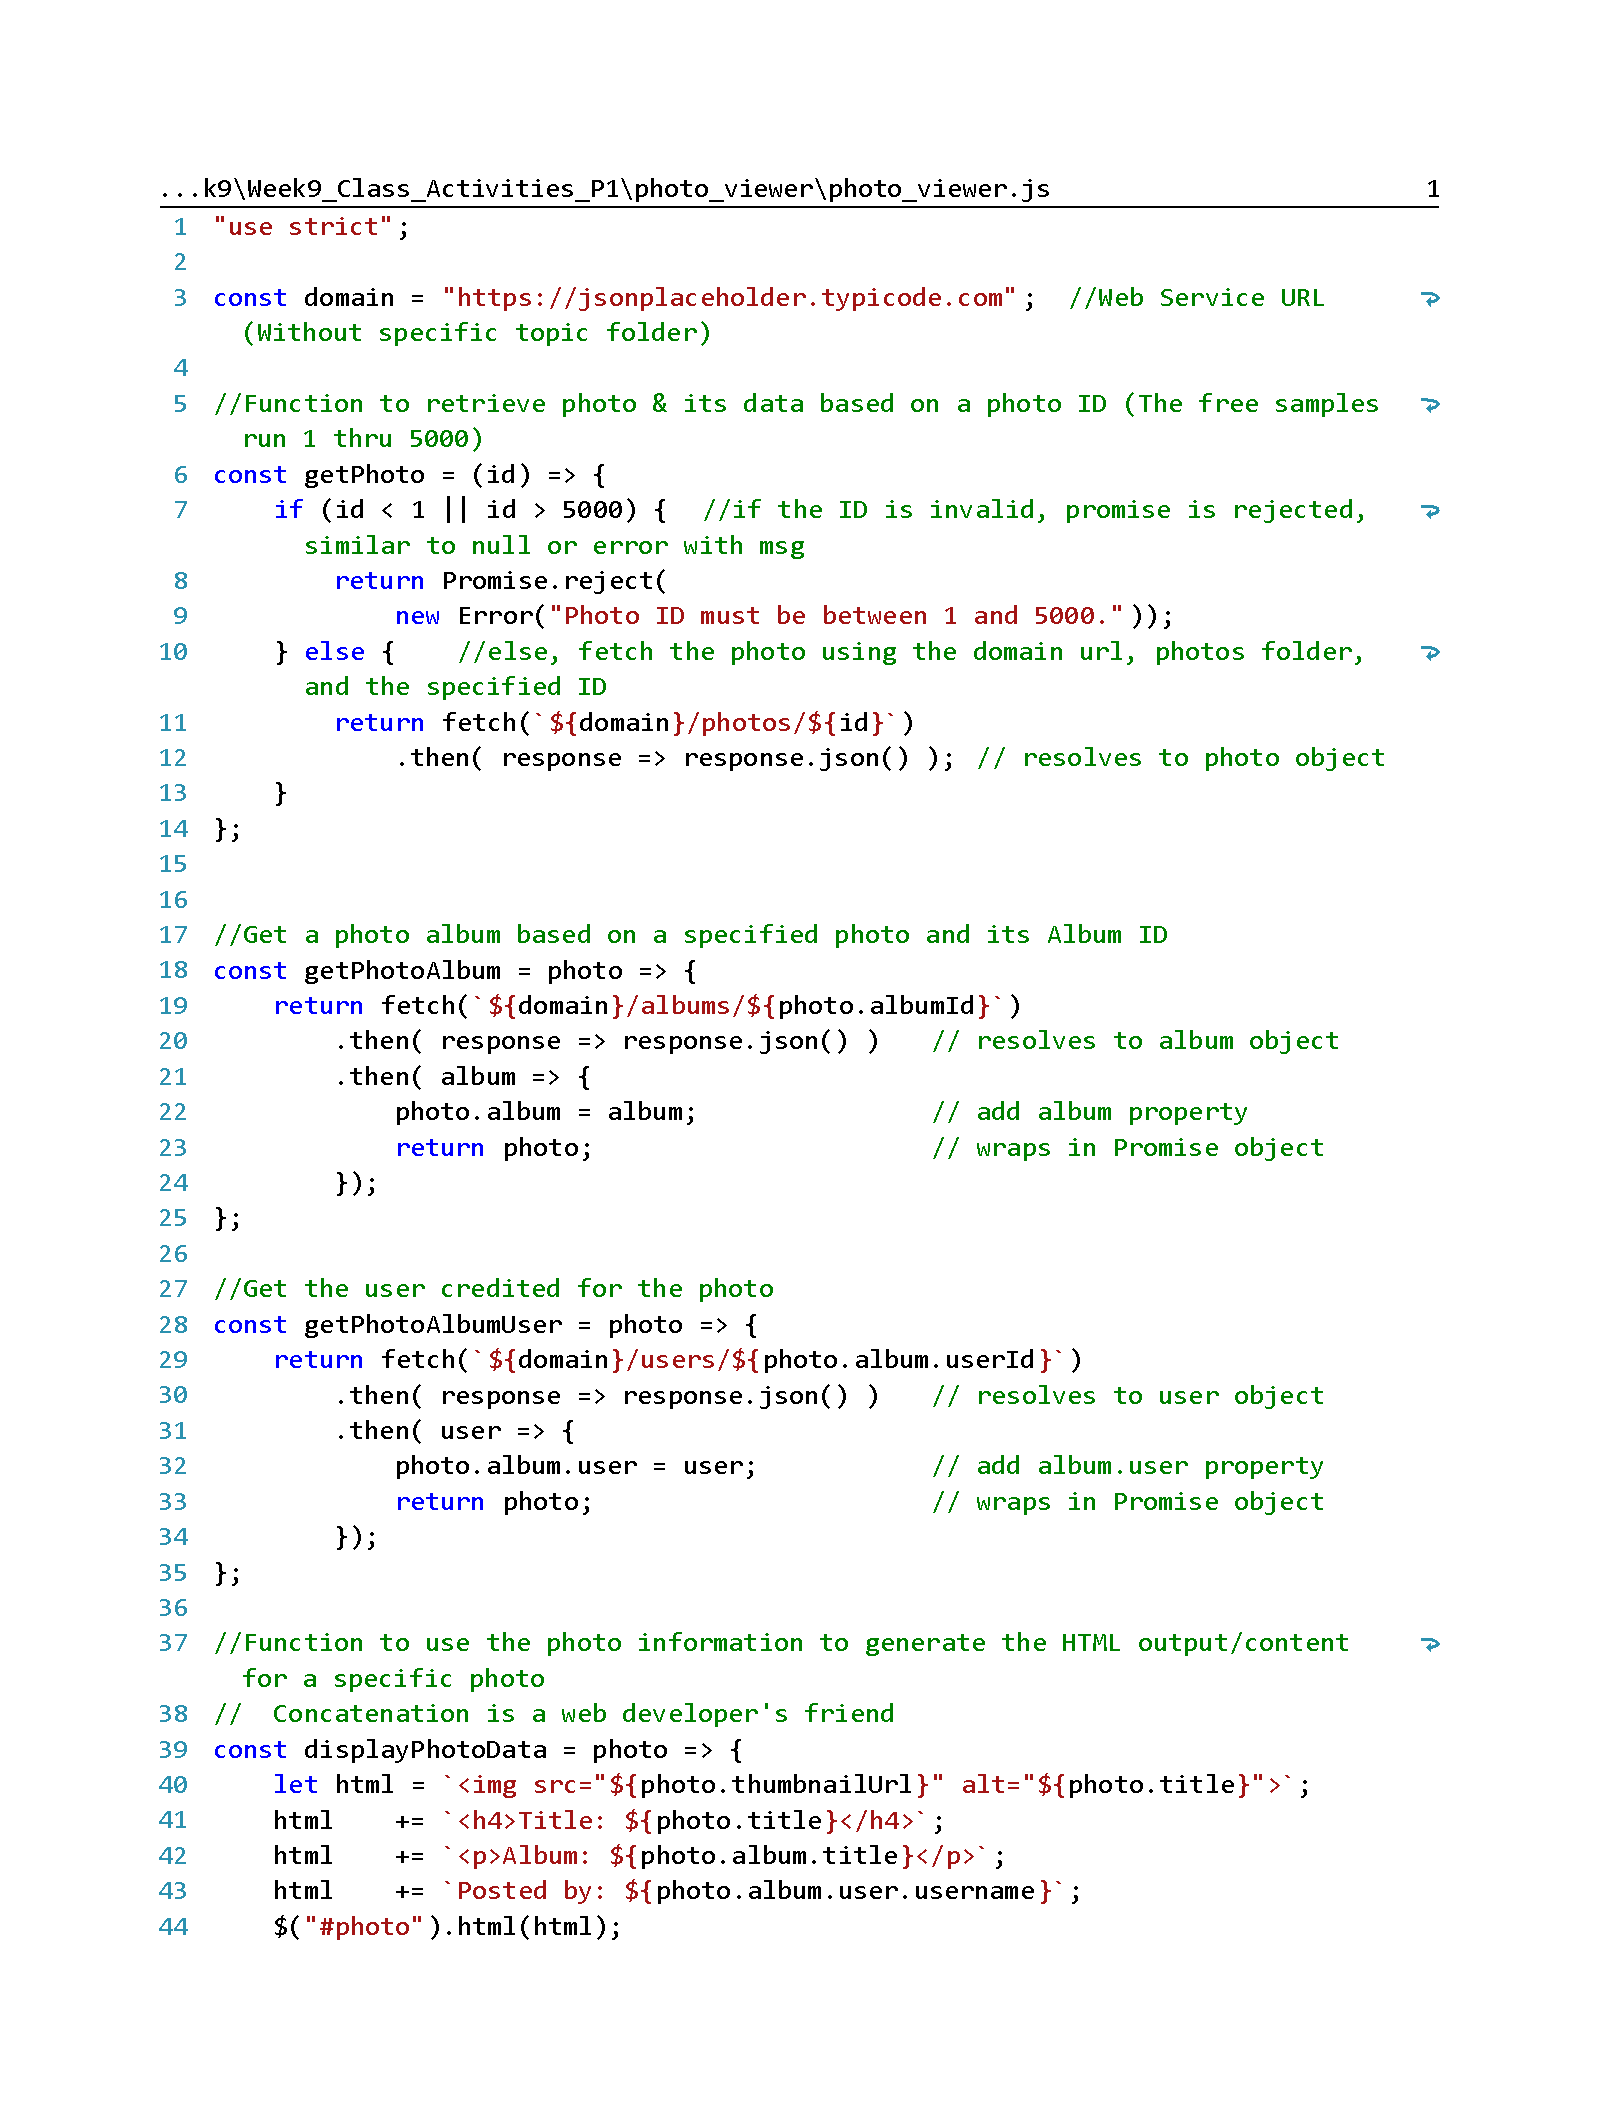 ...k9\Week9_Class_Activities_P1\photo_viewer\photo_viewer.js 1
1 "use strict";
2
3 const domain = "https://jsonplaceholder.typicode.com";  //Web Service URL
(Without specific topic folder)
4
5 //Function to retrieve photo & its data based on a photo ID (The free samples
run 1 thru 5000)
6 const getPhoto = (id) => {
7     if (id < 1 || id > 5000) {  //if the ID is invalid, promise is rejected,
similar to null or error with msg
8         return Promise.reject(
9             new Error("Photo ID must be between 1 and 5000."));
10     } else {    //else, fetch the photo using the domain url, photos folder,
and the specified ID
11         return fetch(`${domain}/photos/${id}`)
12             .then( response => response.json() ); // resolves to photo object
13     }
14 };
15
16
17 //Get a photo album based on a specified photo and its Album ID
18 const getPhotoAlbum = photo => {
19     return fetch(`${domain}/albums/${photo.albumId}`)
20         .then( response => response.json() )   // resolves to album object
21         .then( album => {
22             photo.album = album;               // add album property
23             return photo;                      // wraps in Promise object
24         });
25 };
26
27 //Get the user credited for the photo
28 const getPhotoAlbumUser = photo => {
29     return fetch(`${domain}/users/${photo.album.userId}`)
30         .then( response => response.json() )   // resolves to user object
31         .then( user => {
32             photo.album.user = user;           // add album.user property
33             return photo;                      // wraps in Promise object
34         });
35 };
36
37 //Function to use the photo information to generate the HTML output/content
for a specific photo
38 //  Concatenation is a web developer's friend
39 const displayPhotoData = photo => {
40     let html = `<img src="${photo.thumbnailUrl}" alt="${photo.title}">`;
41     html    += `<h4>Title: ${photo.title}</h4>`;
42     html    += `<p>Album: ${photo.album.title}</p>`;
43     html    += `Posted by: ${photo.album.user.username}`;
44     $("#photo").html(html);